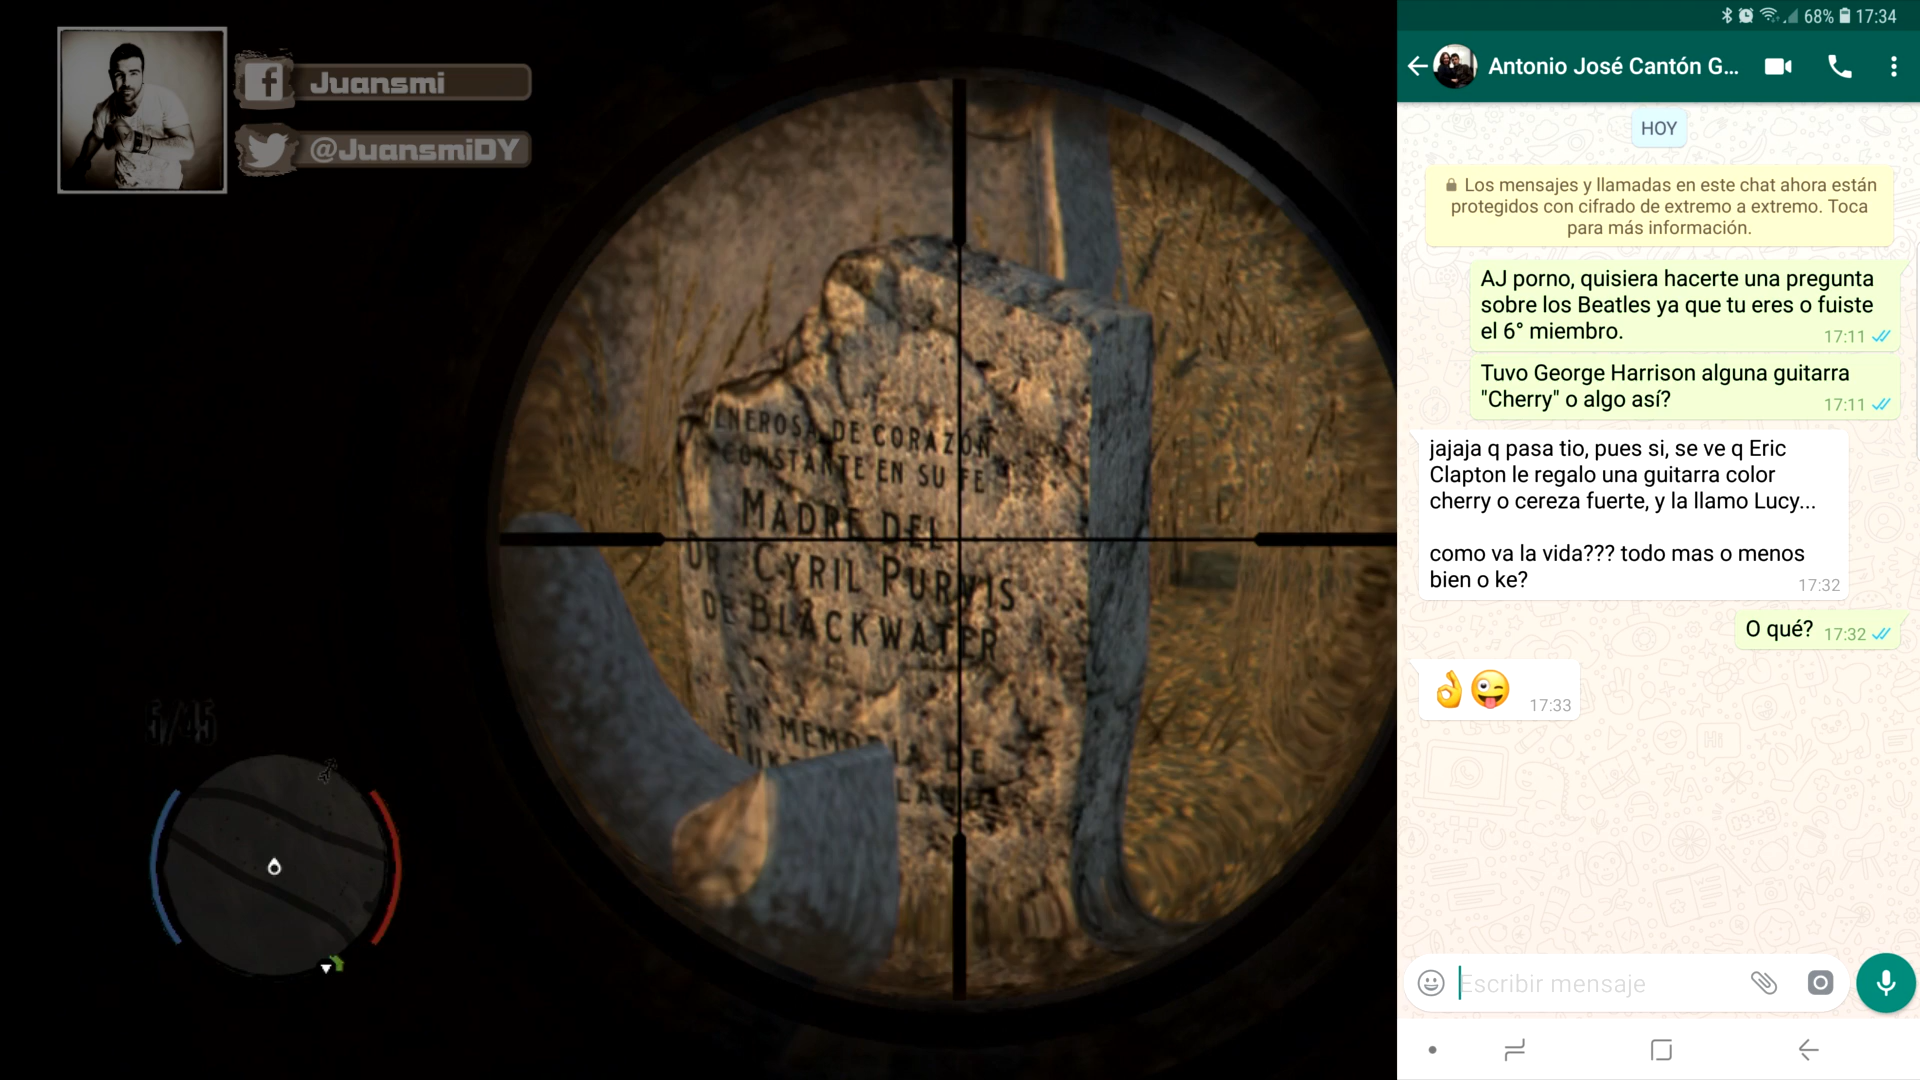 Juansmi
@JuansmiDY
5/45
GENEROSA DE CORAZÓN
CONSTANTE EN SU FE
MADRE DEL
DR. CYRIL PURVIS
DE BLACKWATER
EN MEMORIA DE
68% 17:34
Antonio José Cantón G...
HOY
Los mensajes y llamadas en este chat ahora están
protegidos con cifrado de extremo a extremo. Toca
para más información.
AJ porno, quisiera hacerte una pregunta
sobre los Beatles ya que tu eres o fuiste
el 6° miembro.
17:11
Tuvo George Harrison alguna guitarra
"Cherry" o algo así?
17:11
jajaja q pasa tio, pues si, se ve q Eric
Clapton le regalo una guitarra color
cherry o cereza fuerte, y la llamo Lucy...
como va la vida??? todo mas o menos
bien o ke?
17:32
O qué? 17:32
17:33
Escribir mensaje